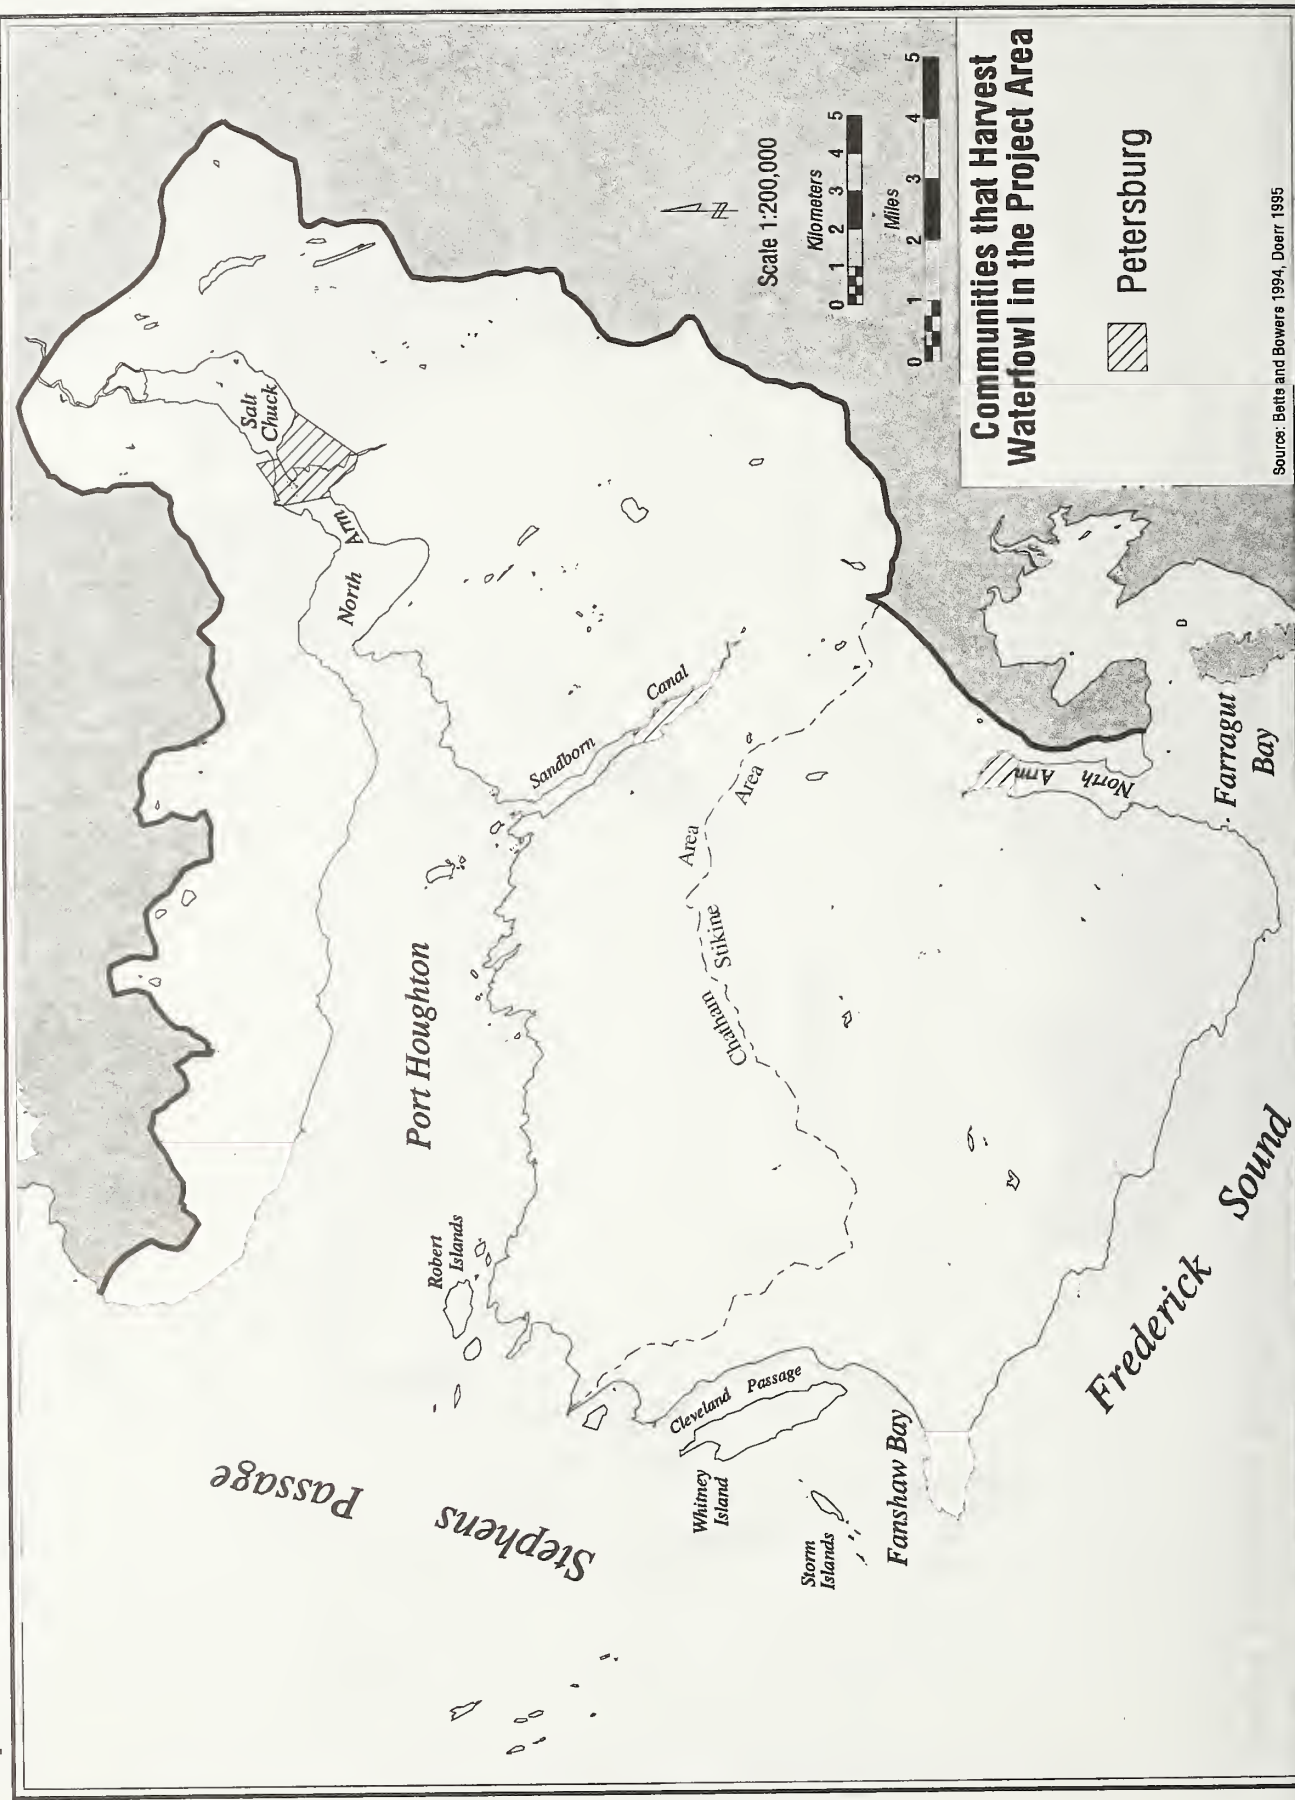 Stephens
Passage
Port Houghton
Robert
Islands
North
Arm
Salt
Chuck
Sandborn
Canal
Chatham Area
Stikine Area
Cleveland Passage
Whitney
Island
Storm
Islands
Fanshaw Bay
Frederick
Sound
North Arm
Farragut
Bay
Scale 1:200,000
Kilometers
0 1 2 3 4 5
Miles
0 1 2 3 4 5
Communities that Harvest
Waterfowl in the Project Area
Petersburg
Source: Betts and Bowers 1994, Doerr 1995